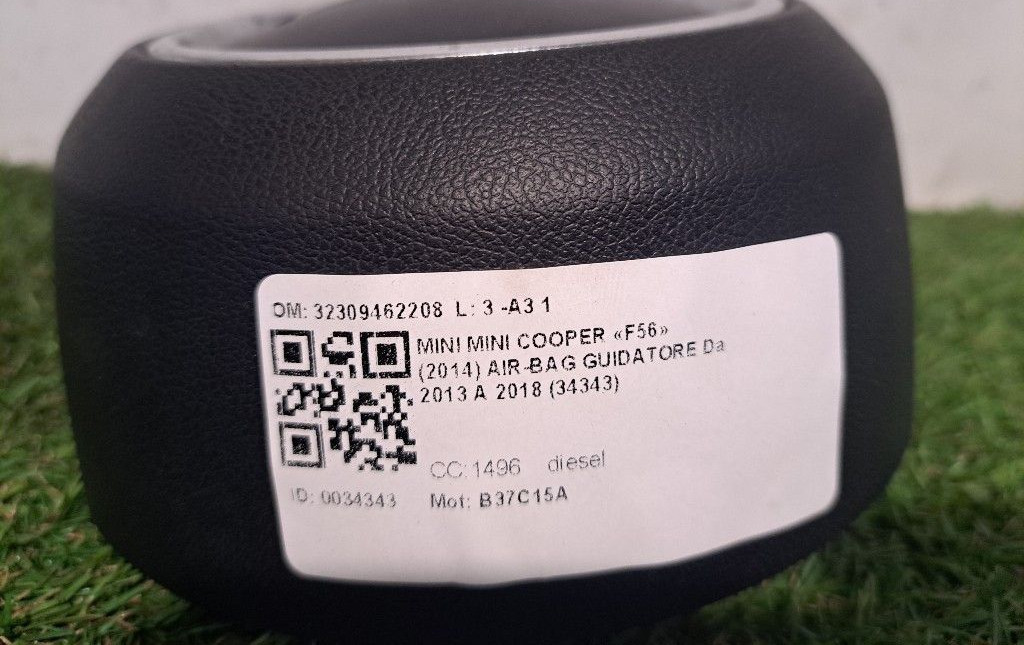 OM: 32309462208 L: 3 -A3 1
MINI MINI COOPER «F56»
(2014) AIR-BAG GUIDATORE Da
2013 A 2018 (34343)
CC:1496 diesel
ID: 0034343 Mot: B37C15A